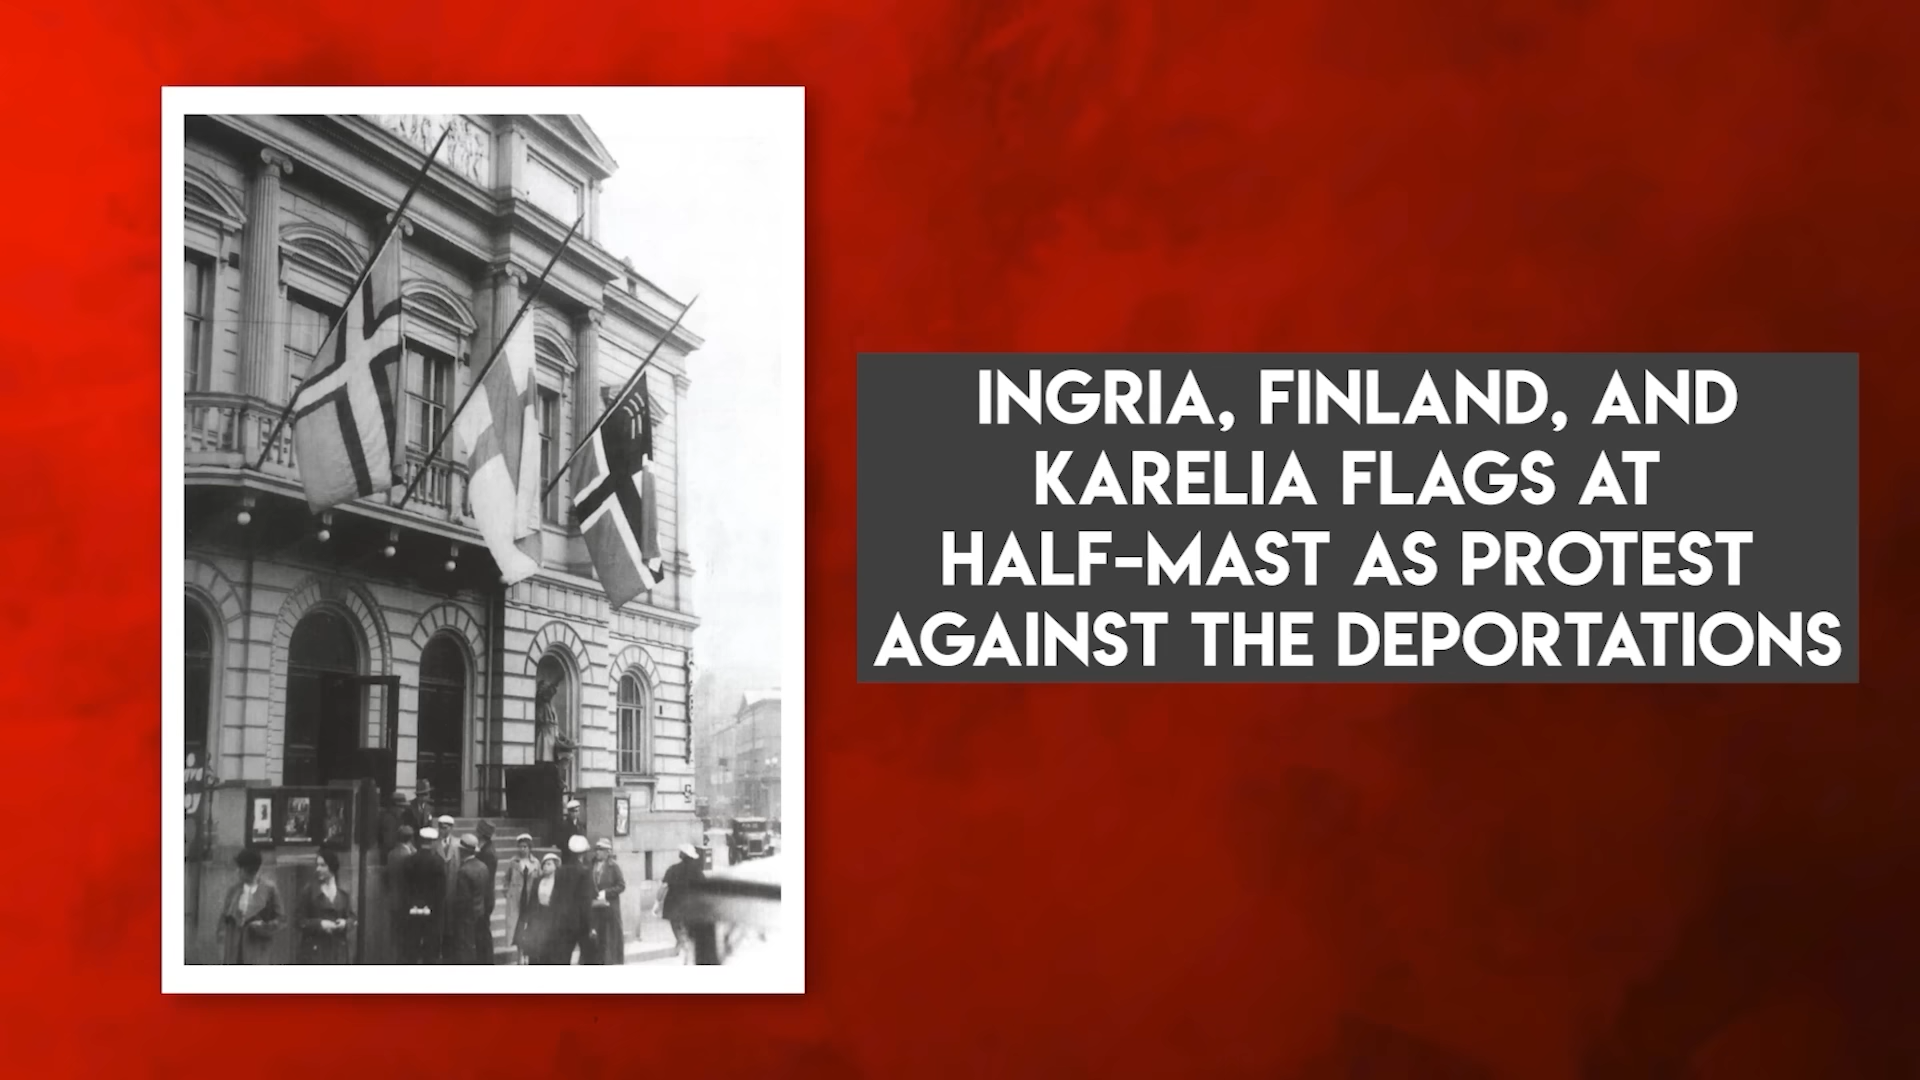 INGRIA, FINLAND, AND
KARELIA FLAGS AT
HALF-MAST AS PROTEST
AGAINST THE DEPORTATIONS